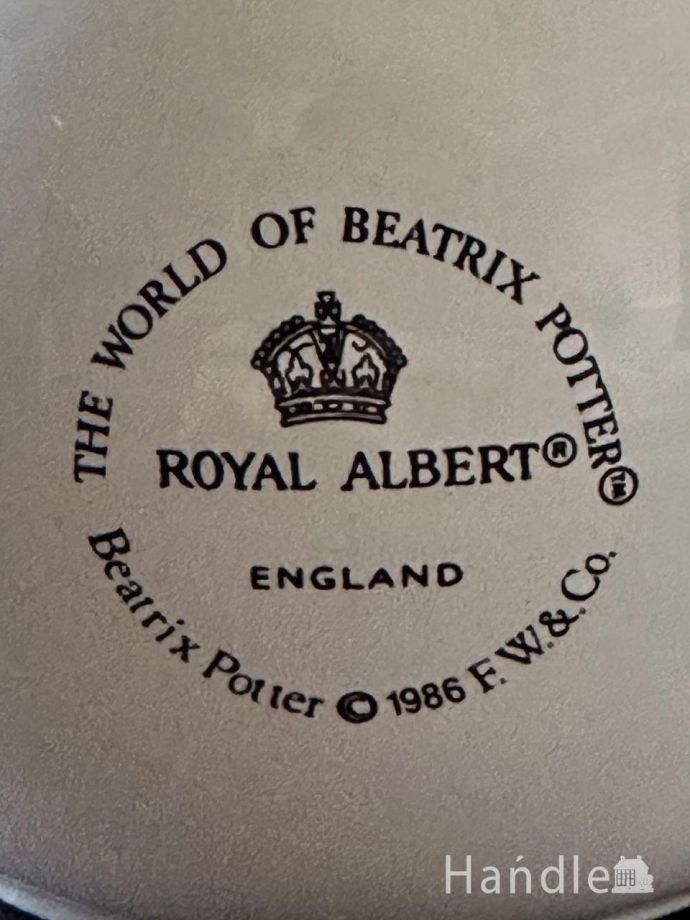 THE WORLD OF BEATRIX POTTER™
ROYAL ALBERT®
ENGLAND
Beatrix Potter © 1986 F. W. & Co.
Handle